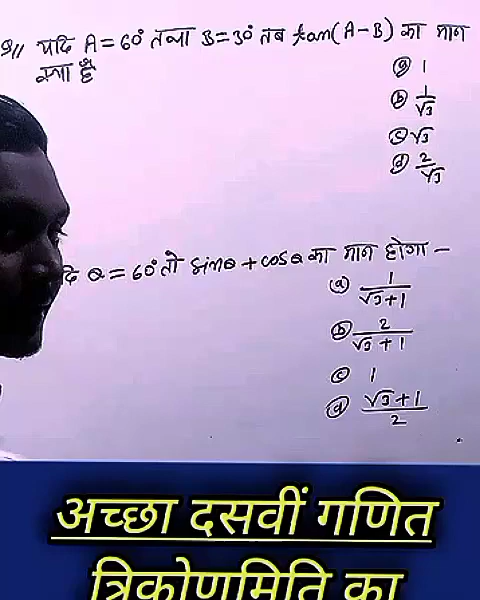 9॥ यदि A = 60° तथा B = 30° तब tan(A-B) का मान
क्या है
(a) 1
(b) 1/√3
(c) √3
(d) 2/√3
दि θ = 60° तो sinθ + cosθ का मान होगा -
(a) 1/(√3+1)
(b) 2/(√3+1)
(c) 1
(d) (√3+1)/2
अच्छा दसवीं गणित
त्रिकोणमिति का